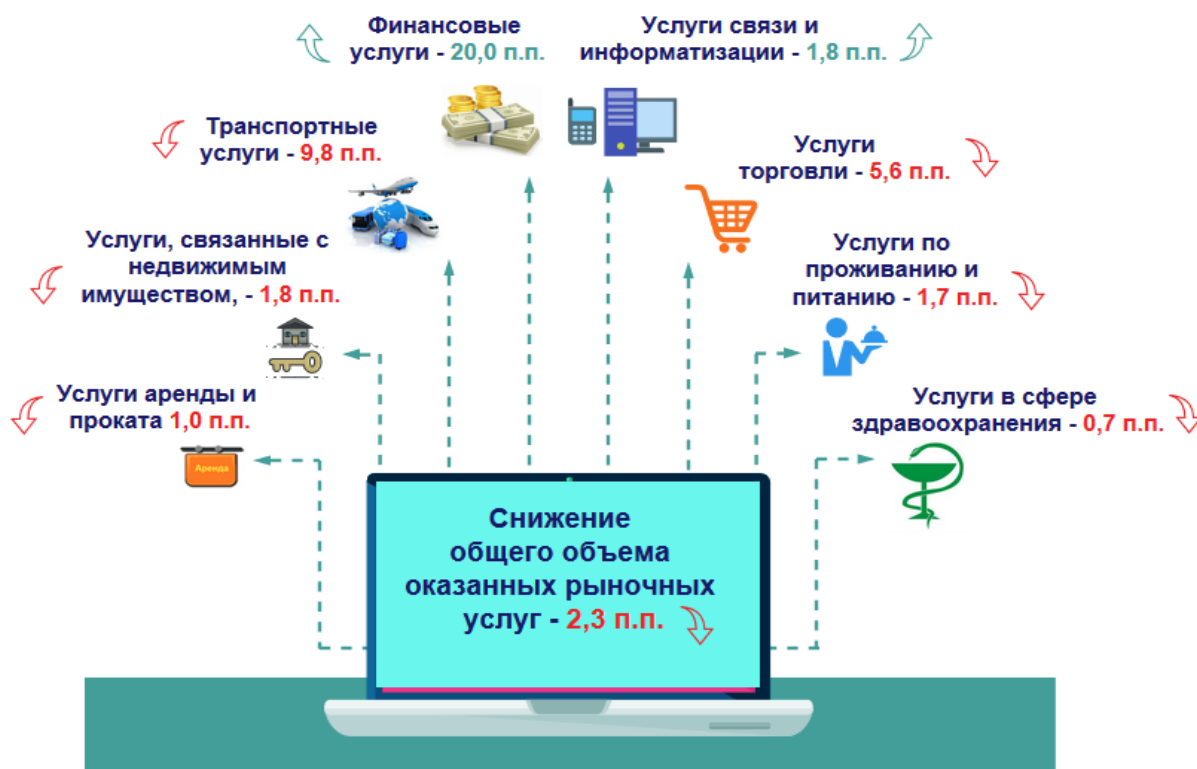 Финансовые
услуги - 20,0 п.п.
Услуги связи и
информатизации - 1,8 п.п.
Транспортные
услуги - 9,8 п.п.
Услуги
торговли - 5,6 п.п.
Услуги, связанные с
недвижимым
имуществом, - 1,8 п.п.
Услуги по
проживанию и
питанию - 1,7 п.п.
Услуги аренды и
проката 1,0 п.п.
Аренда
Услуги в сфере
здравоохранения - 0,7 п.п.
Снижение
общего объема
оказанных рыночных
услуг - 2,3 п.п.